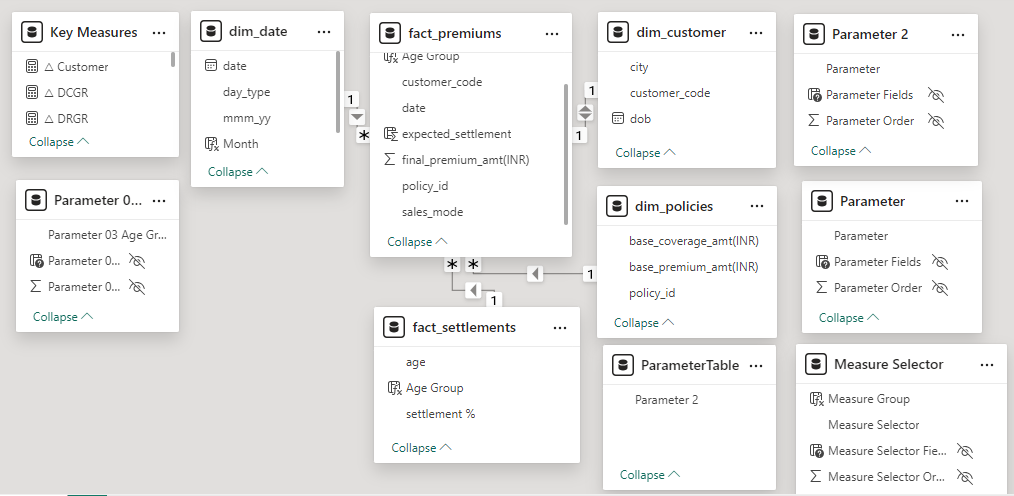 Key Measures ...
△ Customer
△ DCGR
△ DRGR
Collapse
dim_date ...
date
day_type
mmm_yy
Month
Collapse
fact_premiums ...
Age Group
customer_code
date
expected_settlement
final_premium_amt(INR)
policy_id
sales_mode
Collapse
dim_customer ...
city
customer_code
dob
Collapse
Parameter 2 ...
Parameter
Parameter Fields
Parameter Order
Collapse
1
*
1
1
Parameter 0... ...
Parameter 03 Age Gr...
Parameter 0...
Parameter 0...
Collapse
dim_policies ...
base_coverage_amt(INR)
base_premium_amt(INR)
policy_id
Collapse
Parameter ...
Parameter
Parameter Fields
Parameter Order
Collapse
* *
1
1
fact_settlements ...
age
Age Group
settlement %
Collapse
ParameterTable ...
Parameter 2
Collapse
Measure Selector ...
Measure Group
Measure Selector
Measure Selector Fie...
Measure Selector Or...